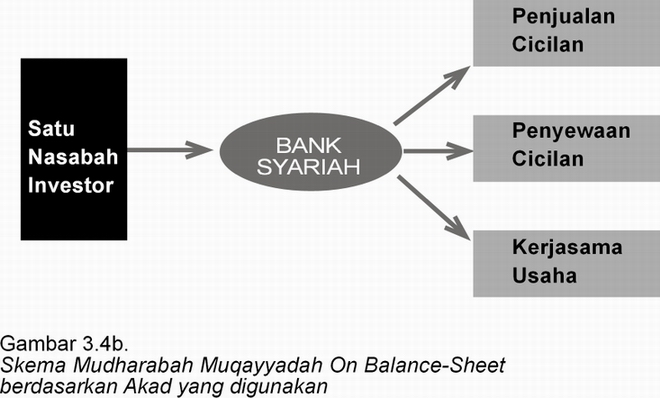 Satu
Nasabah
Investor
BANK
SYARIAH
Penjualan
Cicilan
Penyewaan
Cicilan
Kerjasama
Usaha
Gambar 3.4b.
Skema Mudharabah Muqayyadah On Balance-Sheet
berdasarkan Akad yang digunakan